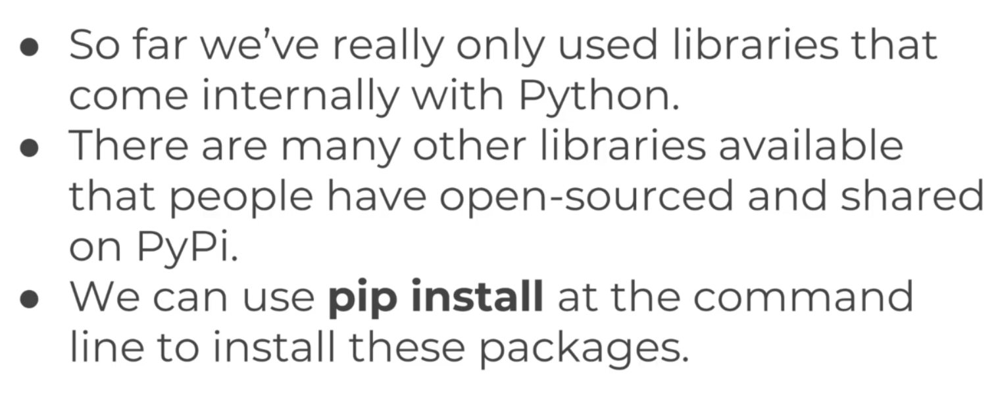 ● So far we’ve really only used libraries that
come internally with Python.
● There are many other libraries available
that people have open-sourced and shared
on PyPi.
● We can use pip install at the command
line to install these packages.